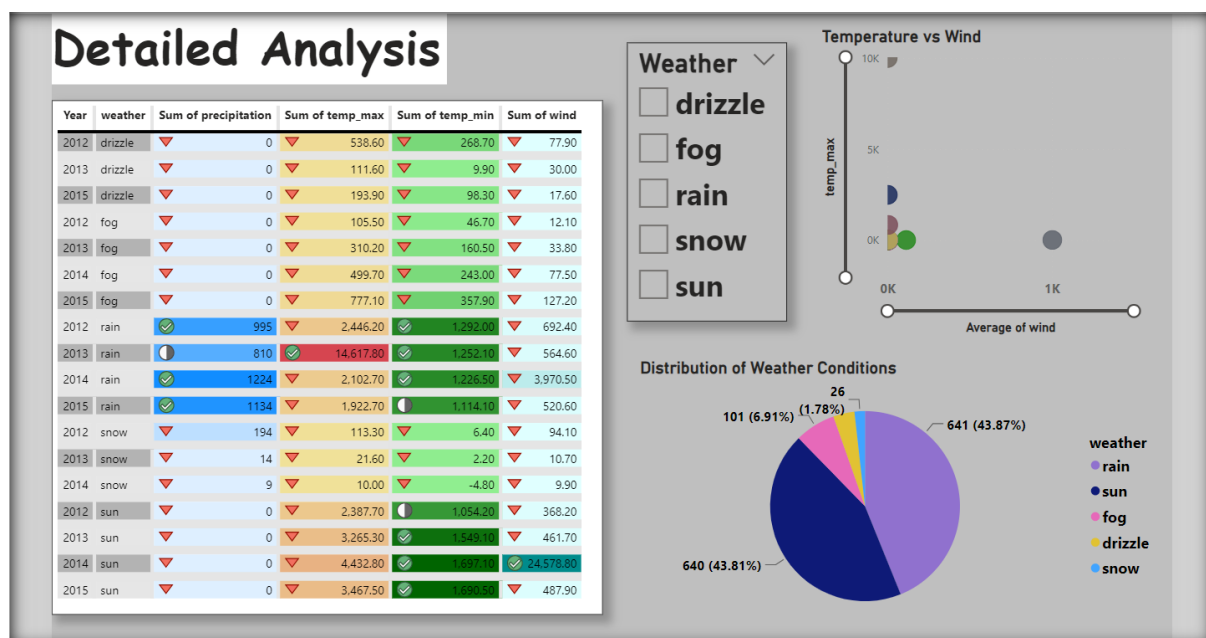 Detailed Analysis
Year weather Sum of precipitation Sum of temp_max Sum of temp_min Sum of wind
2012 drizzle 0 538.60 268.70 77.90
2013 drizzle 0 111.60 9.90 30.00
2015 drizzle 0 193.90 98.30 17.60
2012 fog 0 105.50 46.70 12.10
2013 fog 0 310.20 160.50 33.80
2014 fog 0 499.70 243.00 77.50
2015 fog 0 777.10 357.90 127.20
2012 rain 995 2,446.20 1,292.00 692.40
2013 rain 810 14,617.80 1,252.10 564.60
2014 rain 1224 2,102.70 1,226.50 3,970.50
2015 rain 1134 1,922.70 1,114.10 520.60
2012 snow 194 113.30 6.40 94.10
2013 snow 14 21.60 2.20 10.70
2014 snow 9 10.00 -4.80 9.90
2012 sun 0 2,387.70 1,054.20 368.20
2013 sun 0 3,265.30 1,549.10 461.70
2014 sun 0 4,432.80 1,697.10 24,578.80
2015 sun 0 3,467.50 1,690.50 487.90
Weather
drizzle
fog
rain
snow
sun
Temperature vs Wind
10K
5K
0K
temp_max
0K 1K
Average of wind
Distribution of Weather Conditions
26
(1.78%)
101 (6.91%)
641 (43.87%)
640 (43.81%)
weather
rain
sun
fog
drizzle
snow